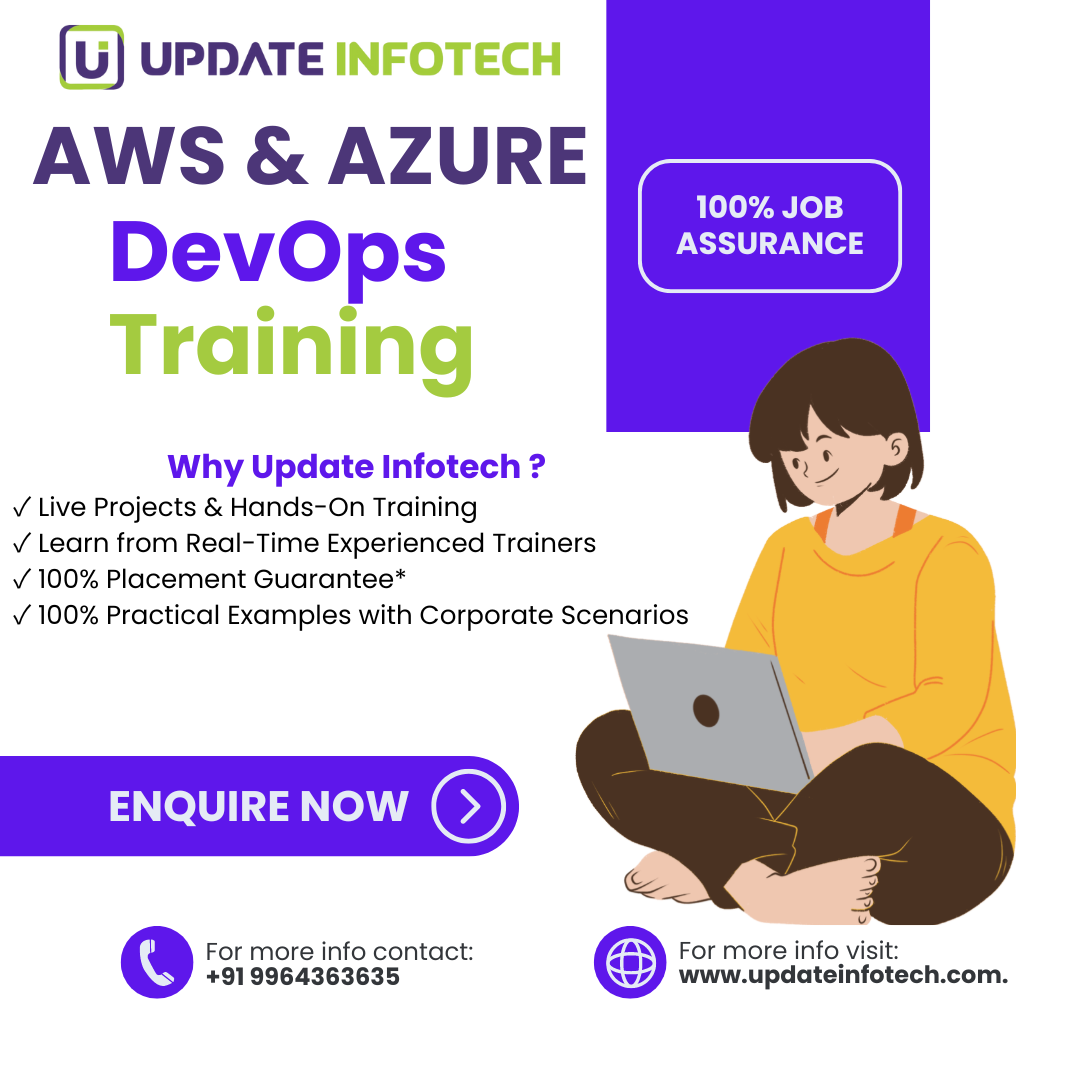 UPDATE INFOTECH
AWS & AZURE
DevOps
Training
100% JOB
ASSURANCE
Why Update Infotech ?
✓ Live Projects & Hands-On Training
✓ Learn from Real-Time Experienced Trainers
✓ 100% Placement Guarantee*
✓ 100% Practical Examples with Corporate Scenarios
ENQUIRE NOW
For more info contact:
+91 9964363635
For more info visit:
www.updateinfotech.com.